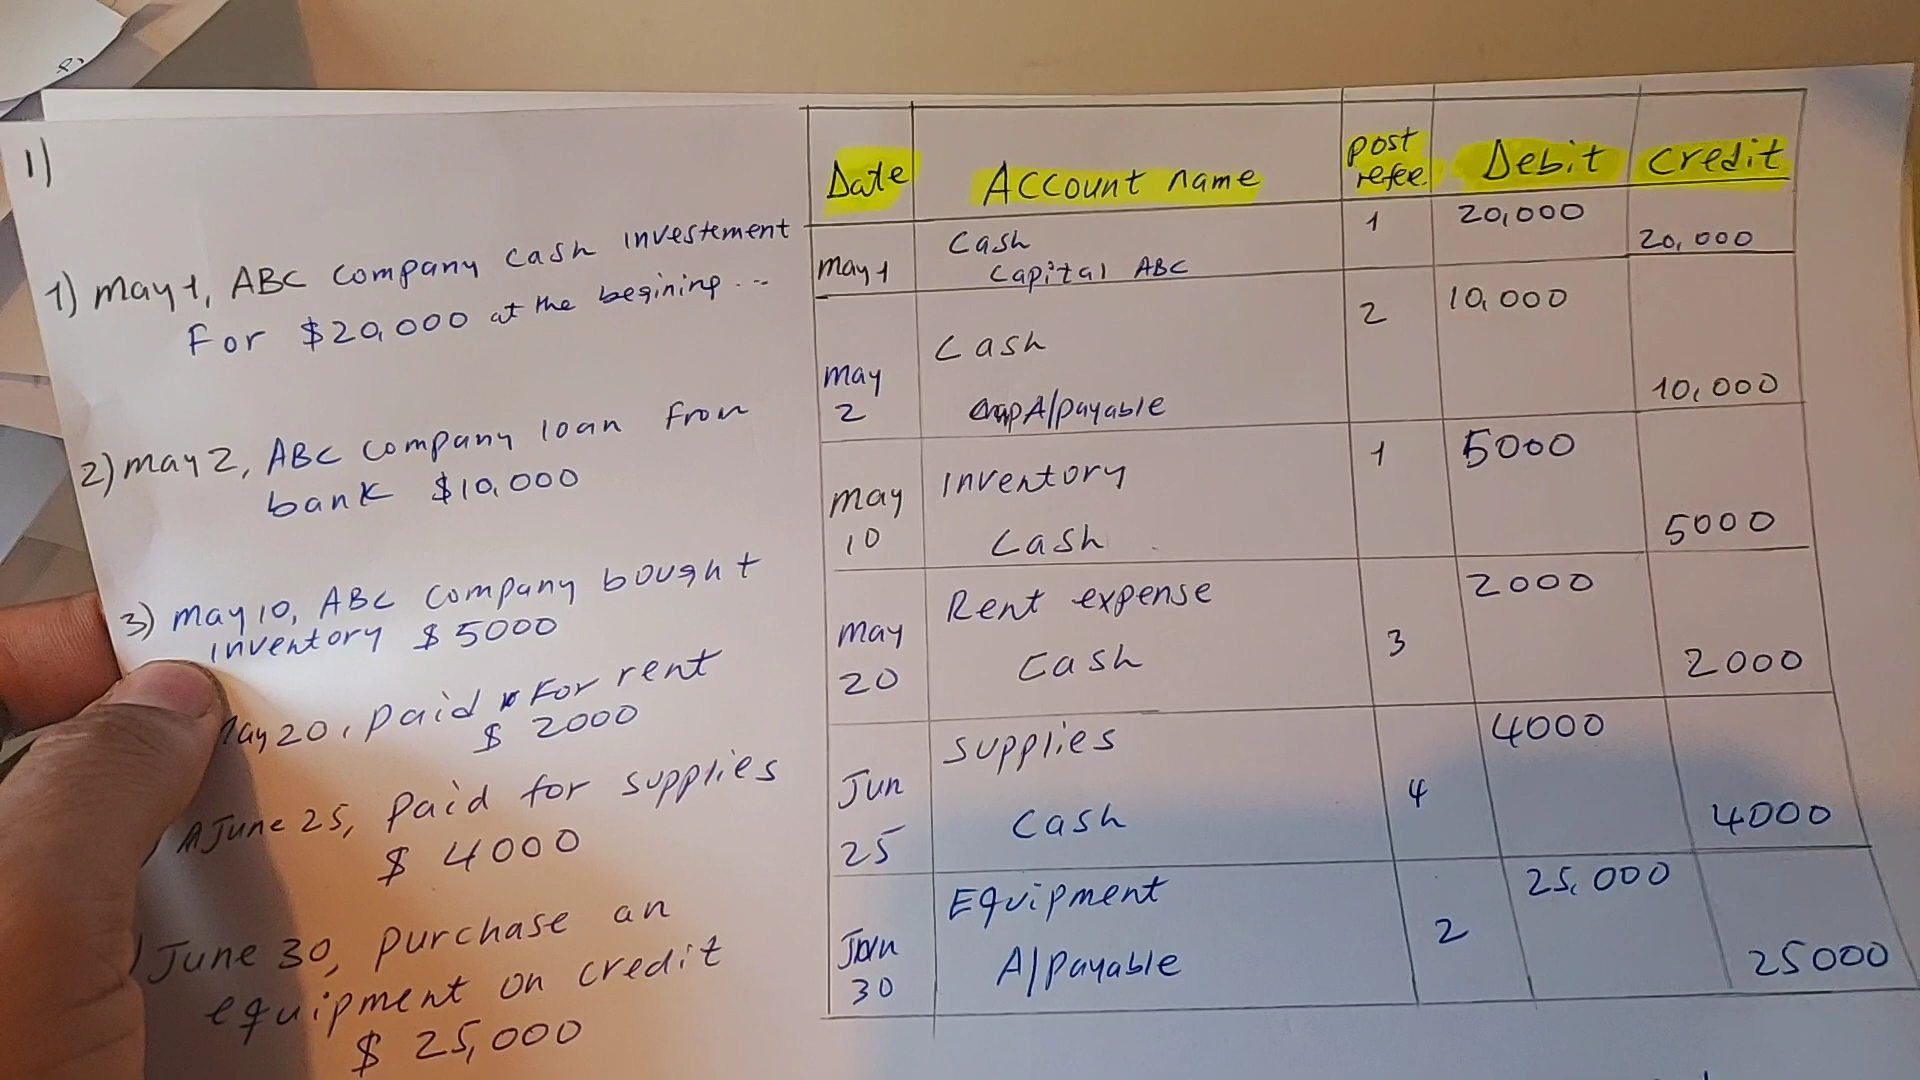 1)
1) May 1, ABC company cash investement
For $20,000 at the begining ...
2) may 2, ABC company loan from
bank $10,000
3) may 10, ABC company bought
inventory $5000
May 20, paid For rent
$ 2000
June 25, Paid for supplies
$ 4000
) June 30, purchase an
equipment on credit
$ 25,000
Date Account name post refee. Debit credit
May 1 Cash 1 20,000
Capital ABC 20,000
May 2 Cash 2 10,000
A/payable 10,000
May 10 inventory 1 5000
Cash 5000
May 20 Rent expense 3 2000
Cash 2000
Jun 25 supplies 4 4000
Cash 4000
Jun 30 Equipment 2 25,000
A/payable 25000